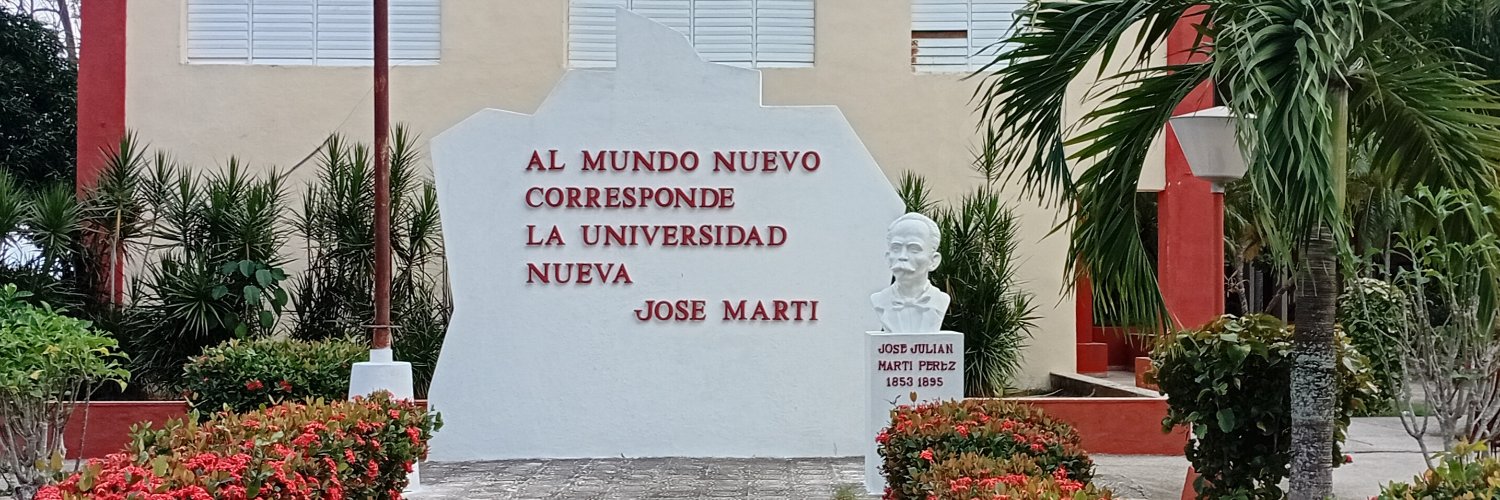 AL MUNDO NUEVO
CORRESPONDE
LA UNIVERSIDAD
NUEVA
JOSE MARTI
JOSE JULIAN
MARTI PEREZ
1853 1895